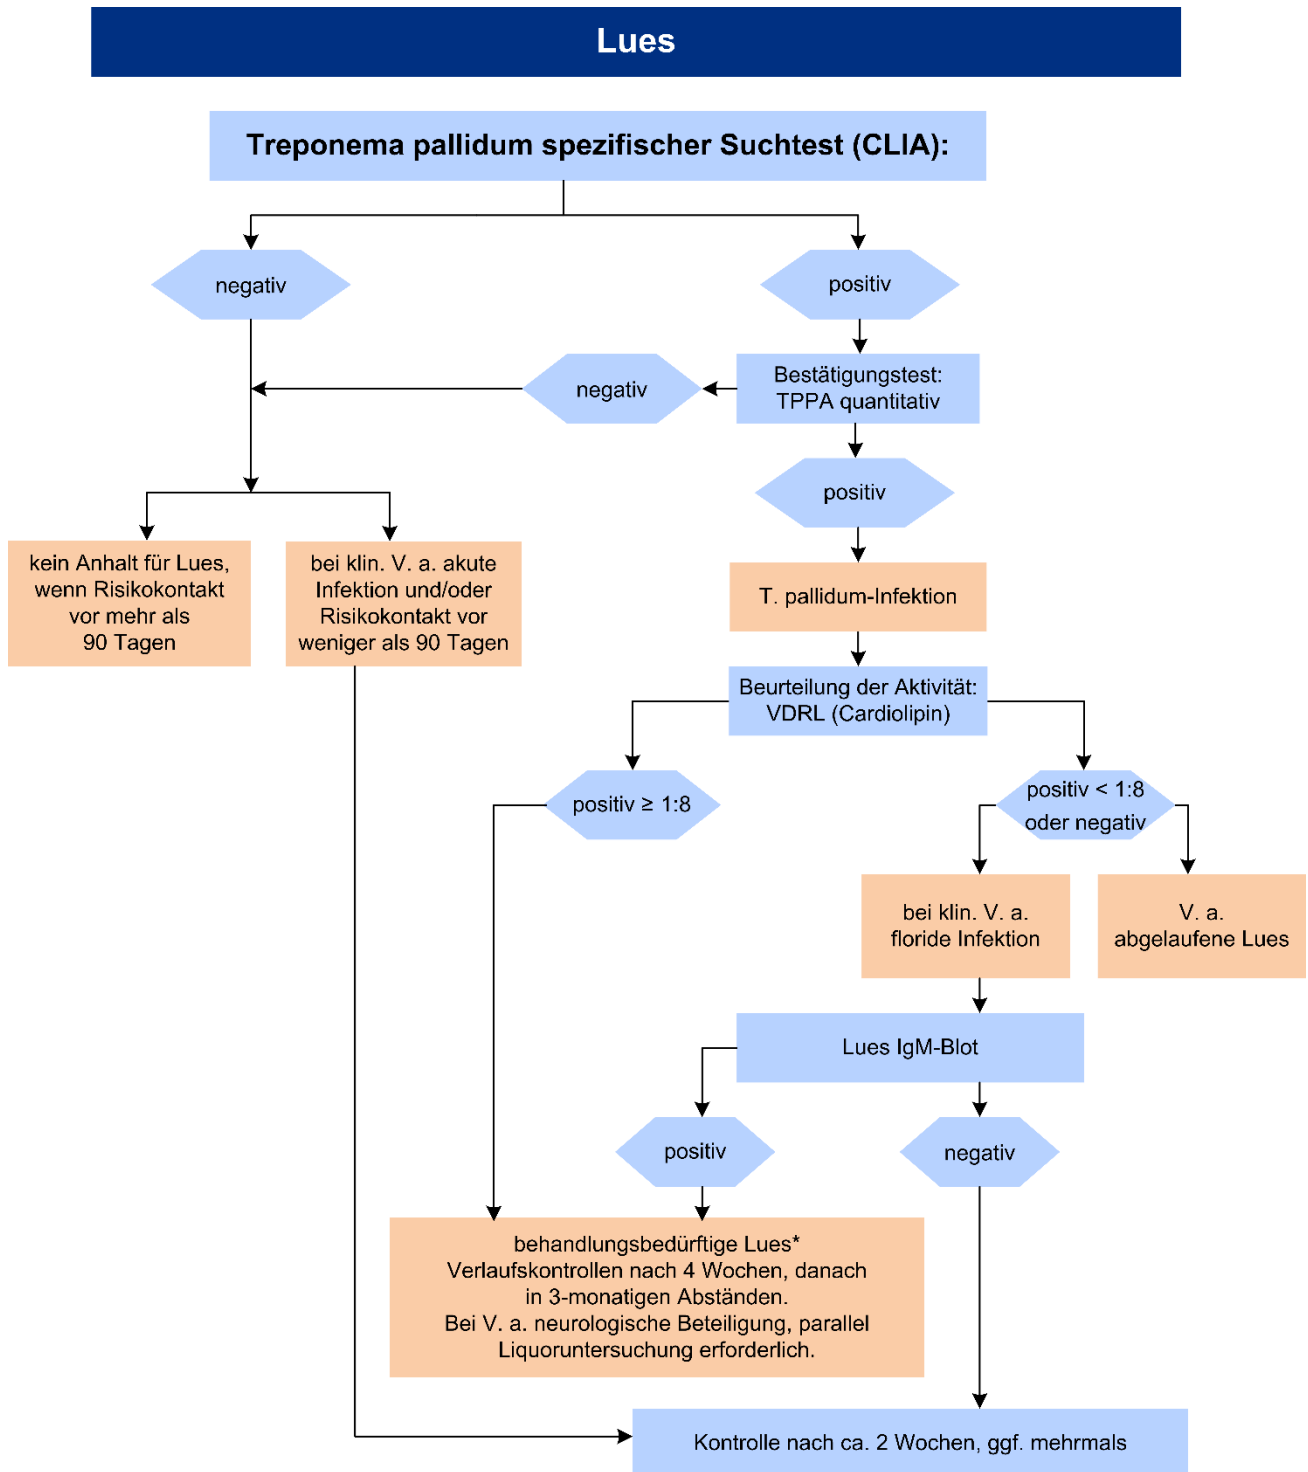 Lues
Treponema pallidum spezifischer Suchtest (CLIA):
negativ
positiv
negativ
Bestätigungstest:
TPPA quantitativ
positiv
kein Anhalt für Lues,
wenn Risikokontakt
vor mehr als
90 Tagen
bei klin. V. a. akute
Infektion und/oder
Risikokontakt vor
weniger als 90 Tagen
T. pallidum-Infektion
Beurteilung der Aktivität:
VDRL (Cardiolipin)
positiv ≥ 1:8
positiv < 1:8
oder negativ
bei klin. V. a.
floride Infektion
V. a.
abgelaufene Lues
Lues IgM-Blot
positiv
negativ
behandlungsbedürftige Lues*
Verlaufskontrollen nach 4 Wochen, danach
in 3-monatigen Abständen.
Bei V. a. neurologische Beteiligung, parallel
Liquoruntersuchung erforderlich.
Kontrolle nach ca. 2 Wochen, ggf. mehrmals